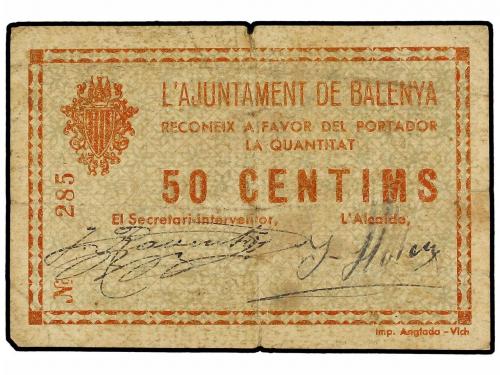 L'AJUNTAMENT DE BALENYA
RECONEIX A FAVOR DEL PORTADOR
LA QUANTITAT
50 CENTIMS
El Secretari-Interventor, L'Alcalde,
Nº 285
Imp. Anglada - Vich